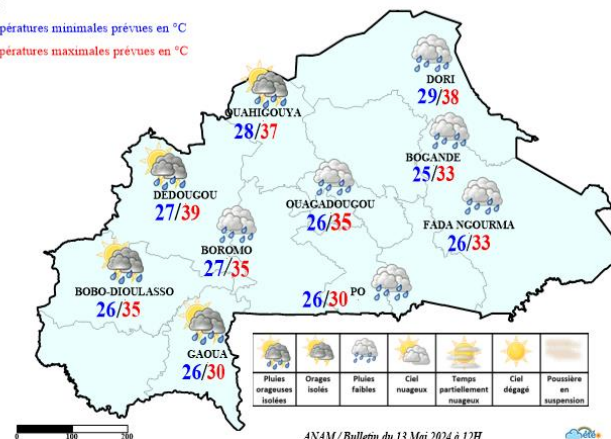 pératures minimales prévues en °C
pératures maximales prévues en °C
DORI
29/38
OUAHIGOUYA
28/37
BOGANDE
25/33
DEDOUGOU
27/39
OUAGADOUGOU
26/35
FADA NGOURMA
26/33
BOROMO
27/35
BOBO-DIOULASSO
26/35
26/30 PO
GAOUA
26/30
Pluies orageuses isolées
Orages isolés
Pluies faibles
Ciel nuageux
Temps partiellement nuageux
Ciel dégagé
Poussière en suspension
0 100 200
ANAM / Bulletin du 13 Mai 2024 à 12H